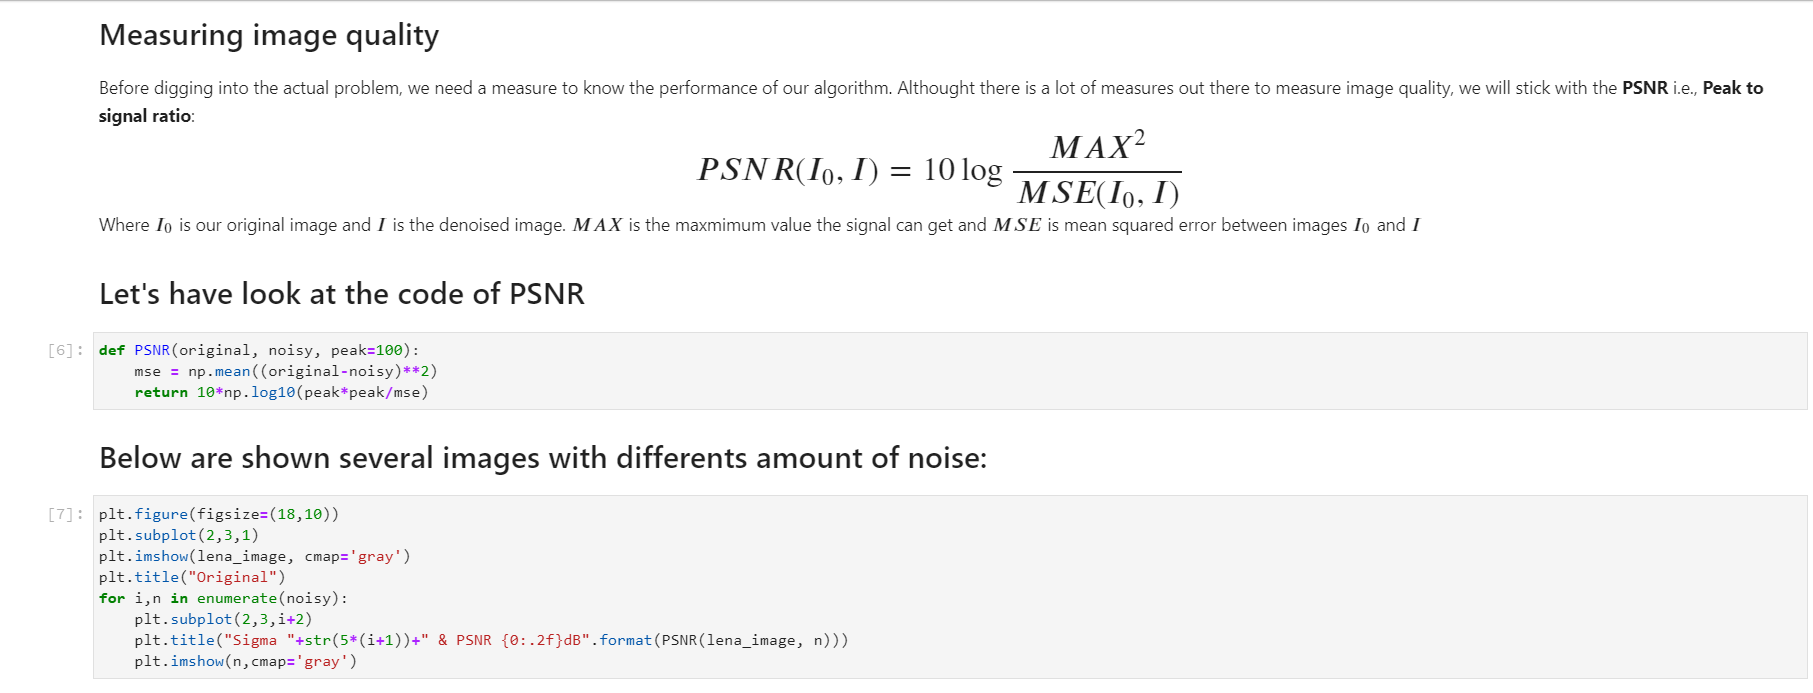 Measuring image quality
Before digging into the actual problem, we need a measure to know the performance of our algorithm. Althought there is a lot of measures out there to measure image quality, we will stick with the PSNR i.e., Peak to
signal ratio:
PSNR(I₀, I) = 10 log MAX² / MSE(I₀, I)
Where I₀ is our original image and I is the denoised image. MAX is the maxmimum value the signal can get and MSE is mean squared error between images I₀ and I
Let's have look at the code of PSNR
[6]: def PSNR(original, noisy, peak=100):
    mse = np.mean((original-noisy)**2)
    return 10*np.log10(peak*peak/mse)
Below are shown several images with differents amount of noise:
[7]: plt.figure(figsize=(18,10))
plt.subplot(2,3,1)
plt.imshow(lena_image, cmap='gray')
plt.title("Original")
for i,n in enumerate(noisy):
    plt.subplot(2,3,i+2)
    plt.title("Sigma "+str(5*(i+1))+" & PSNR {0:.2f}dB".format(PSNR(lena_image, n)))
    plt.imshow(n,cmap='gray')